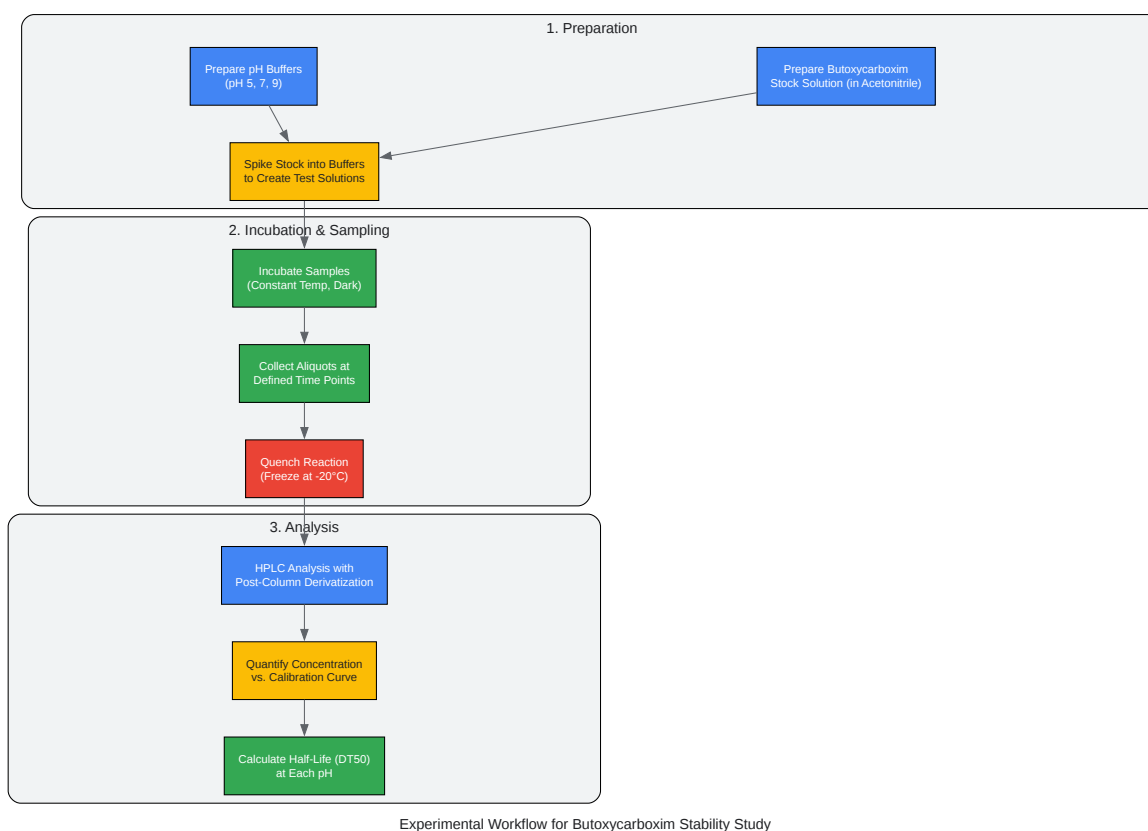 1. Preparation
Prepare pH Buffers
(pH 5, 7, 9)
Prepare Butoxycarboxim
Stock Solution (in Acetonitrile)
Spike Stock into Buffers
to Create Test Solutions
2. Incubation & Sampling
Incubate Samples
(Constant Temp, Dark)
Collect Aliquots at
Defined Time Points
Quench Reaction
(Freeze at -20°C)
3. Analysis
HPLC Analysis with
Post-Column Derivatization
Quantify Concentration
vs. Calibration Curve
Calculate Half-Life (DT50)
at Each pH
Experimental Workflow for Butoxycarboxim Stability Study